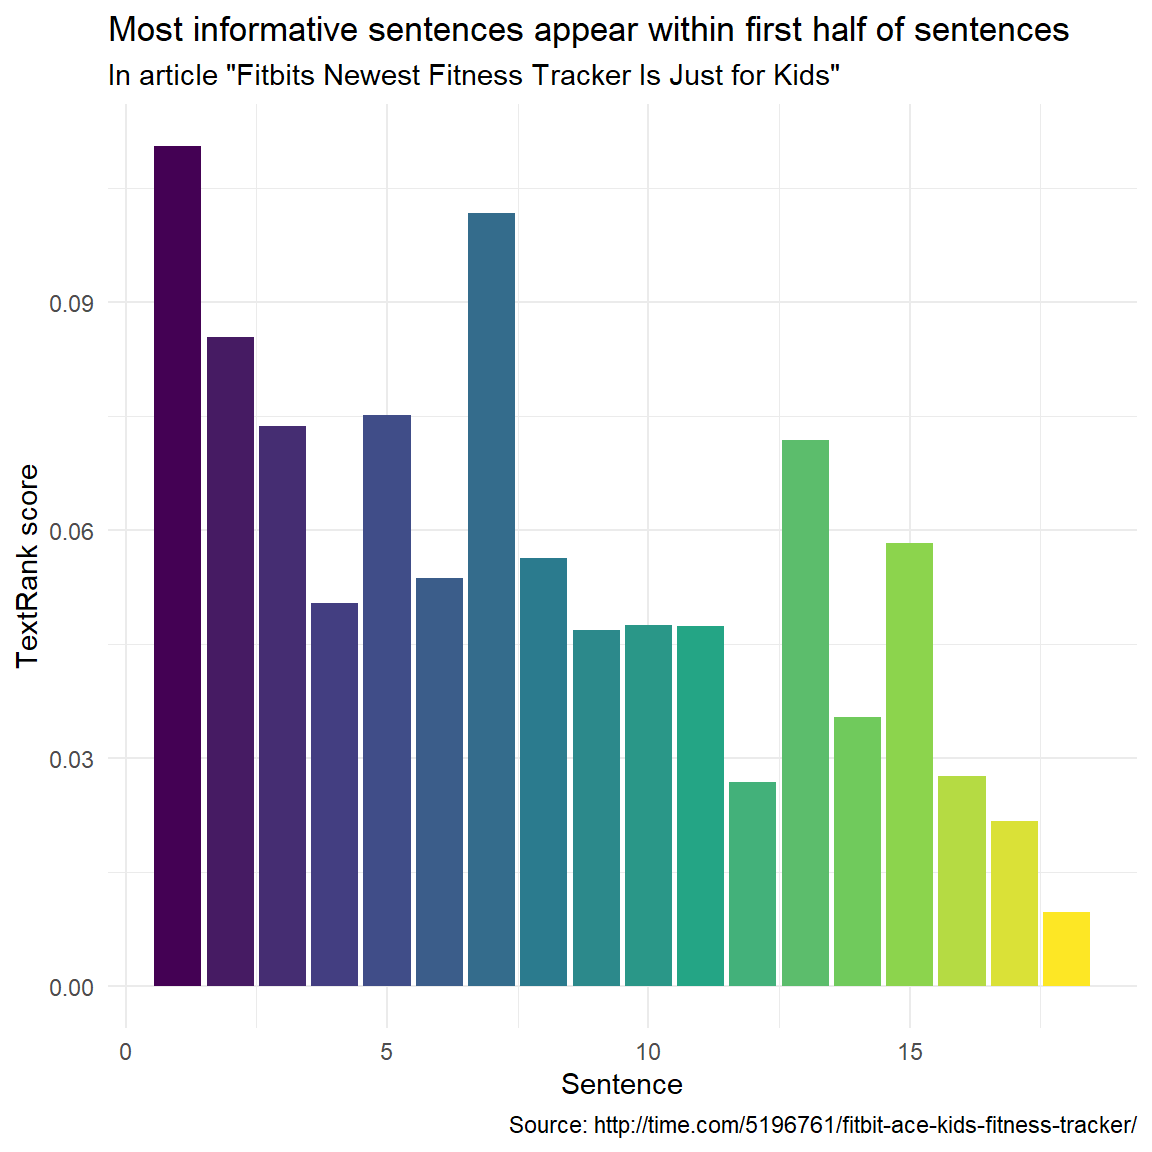 Most informative sentences appear within first half of sentences
In article "Fitbits Newest Fitness Tracker Is Just for Kids"
TextRank score
0.09
0.06
0.03
0.00
0 5 10 15
Sentence
Source: http://time.com/5196761/fitbit-ace-kids-fitness-tracker/